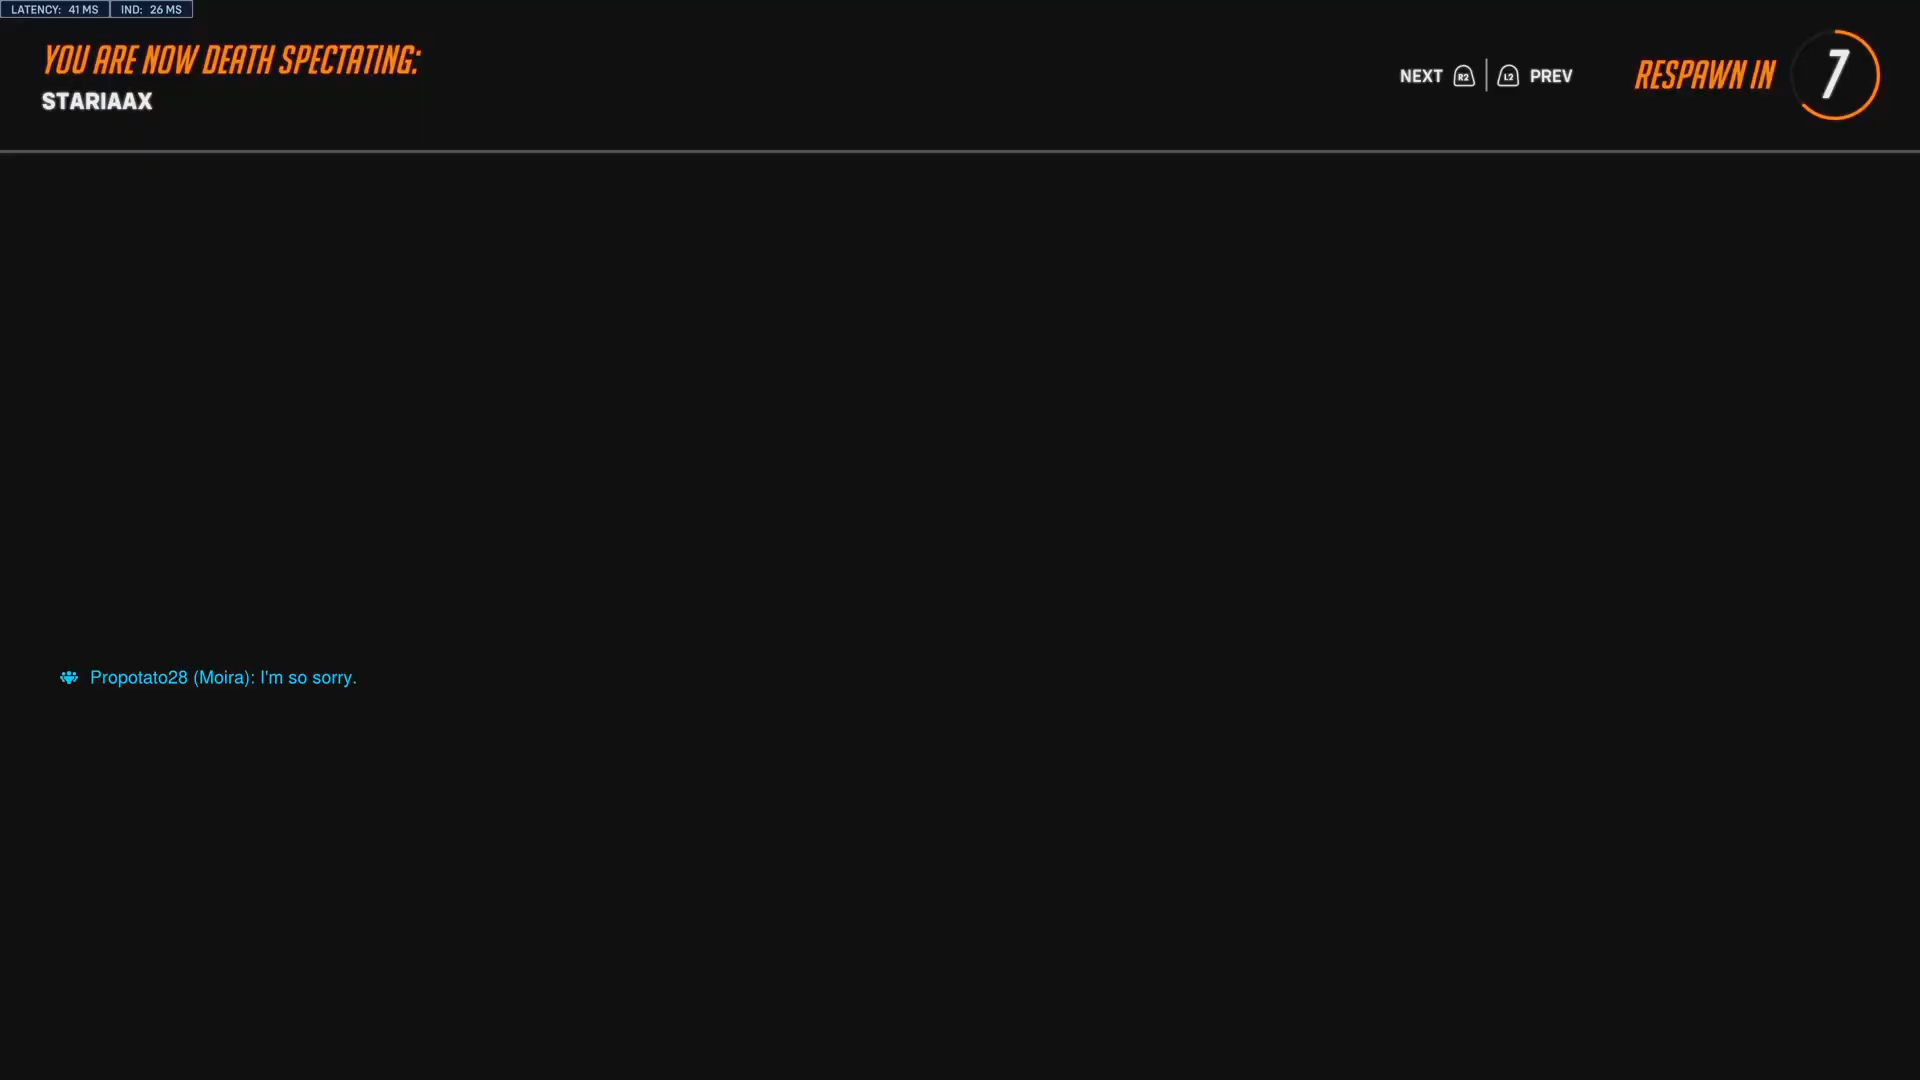 LATENCY: 41 MS IND: 26 MS
YOU ARE NOW DEATH SPECTATING:
STARIAAX
NEXT R2 L2 PREV
RESPAWN IN 7
Propotato28 (Moira): I'm so sorry.